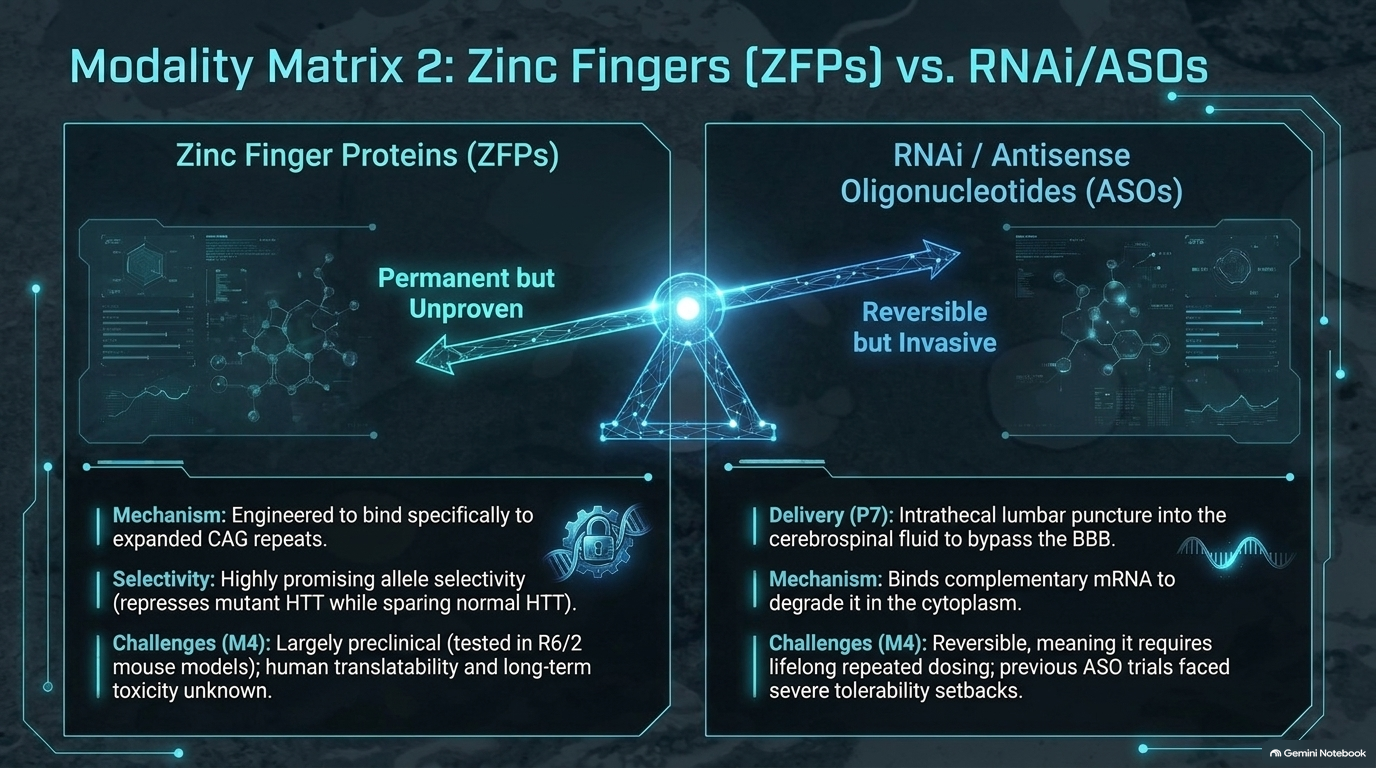 Modality Matrix 2: Zinc Fingers (ZFPs) vs. RNAi/ASOs
Zinc Finger Proteins (ZFPs)
Permanent but
Unproven
Mechanism: Engineered to bind specifically to
expanded CAG repeats.
Selectivity: Highly promising allele selectivity
(represses mutant HTT while sparing normal HTT).
Challenges (M4): Largely preclinical (tested in R6/2
mouse models); human translatability and long-term
toxicity unknown.
RNAi / Antisense
Oligonucleotides (ASOs)
Reversible
but Invasive
Delivery (P7): Intrathecal lumbar puncture into the
cerebrospinal fluid to bypass the BBB.
Mechanism: Binds complementary mRNA to
degrade it in the cytoplasm.
Challenges (M4): Reversible, meaning it requires
lifelong repeated dosing; previous ASO trials faced
severe tolerability setbacks.
Gemini Notebook